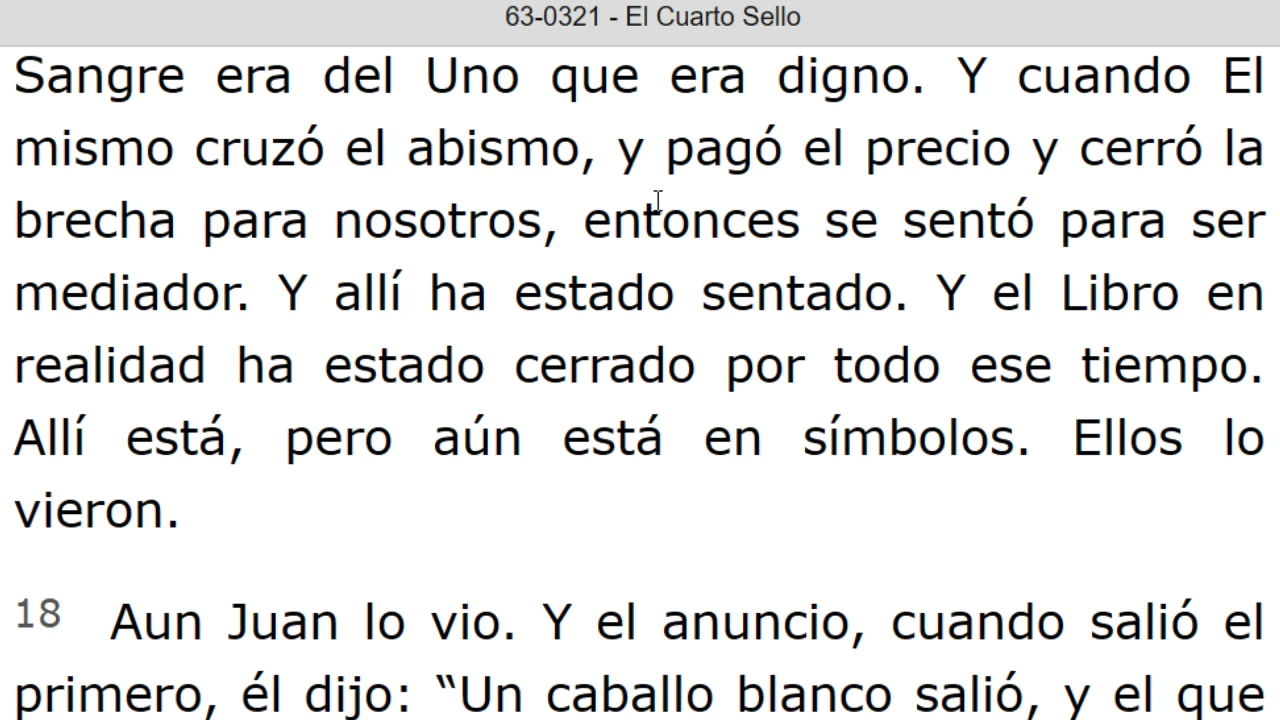 63-0321 - El Cuarto Sello
Sangre era del Uno que era digno. Y cuando El
mismo cruzó el abismo, y pagó el precio y cerró la
brecha para nosotros, entonces se sentó para ser
mediador. Y allí ha estado sentado. Y el Libro en
realidad ha estado cerrado por todo ese tiempo.
Allí está, pero aún está en símbolos. Ellos lo
vieron.
18 Aun Juan lo vio. Y el anuncio, cuando salió el
primero, él dijo: “Un caballo blanco salió, y el que